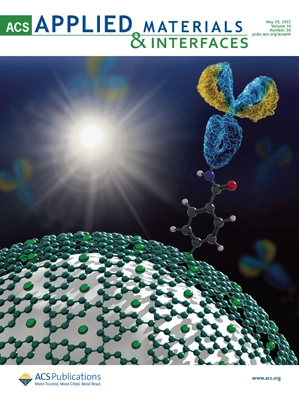 ACS APPLIED MATERIALS
& INTERFACES
May 25, 2022
Volume 14
Number 20
pubs.acs.org/acsami
ACS Publications
Most Trusted. Most Cited. Most Read.
www.acs.org